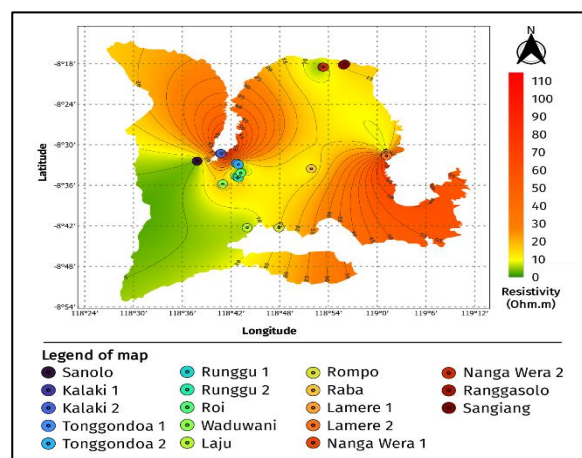 N
-8°18'
-8°24'
-8°30'
-8°36'
-8°42'
-8°48'
-8°54'
Latitude
118°24' 118°30' 118°36' 118°42' 118°48' 118°54' 119°0' 119°6' 119°12'
Longitude
110
100
90
80
70
60
50
40
30
20
10
0
Resistivity
(Ohm.m)
Legend of map
Sanolo
Kalaki 1
Kalaki 2
Tonggondoa 1
Tonggondoa 2
Runggu 1
Runggu 2
Roi
Waduwani
Laju
Rompo
Raba
Lamere 1
Lamere 2
Nanga Wera 1
Nanga Wera 2
Ranggasolo
Sangiang